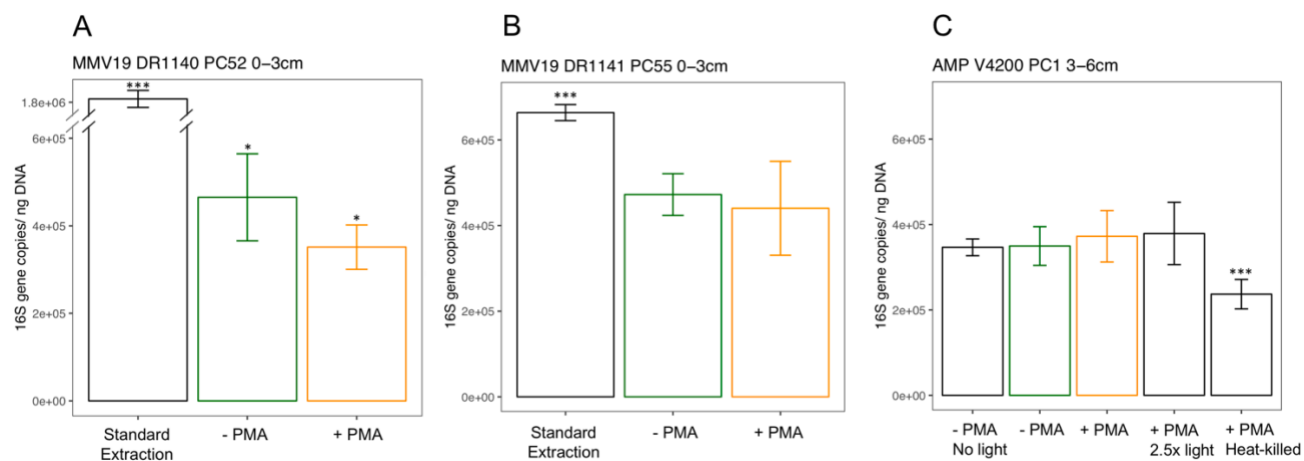 A
MMV19 DR1140 PC52 0–3cm
16S gene copies/ ng DNA
1.8e+06
6e+05
4e+05
2e+05
0e+00
***
*
*
Standard
Extraction
- PMA
+ PMA
B
MMV19 DR1141 PC55 0–3cm
16S gene copies/ ng DNA
6e+05
4e+05
2e+05
0e+00
***
Standard
Extraction
- PMA
+ PMA
C
AMP V4200 PC1 3–6cm
16S gene copies/ ng DNA
6e+05
4e+05
2e+05
0e+00
***
- PMA
No light
- PMA
+ PMA
+ PMA
2.5x light
+ PMA
Heat-killed